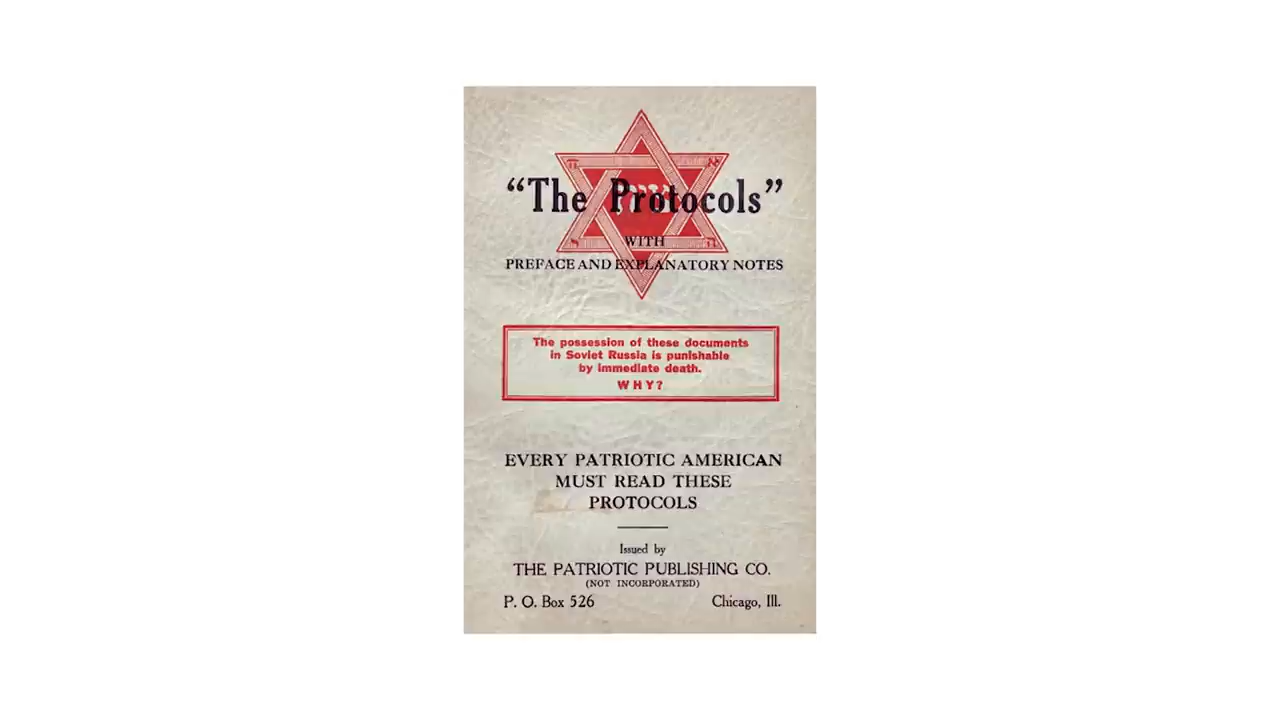 “The Protocols”
WITH
PREFACE AND EXPLANATORY NOTES
The possession of these documents
in Soviet Russia is punishable
by immediate death.
WHY?
EVERY PATRIOTIC AMERICAN
MUST READ THESE
PROTOCOLS
Issued by
THE PATRIOTIC PUBLISHING CO.
(NOT INCORPORATED)
P. O. Box 526 Chicago, Ill.